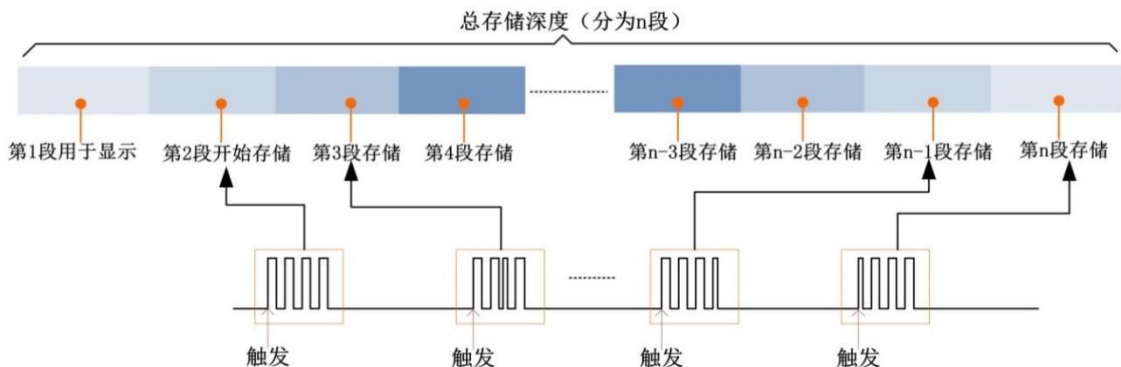 总存储深度（分为n段）
第1段用于显示 第2段开始存储 第3段存储 第4段存储 第n-3段存储 第n-2段存储 第n-1段存储 第n段存储
触发 触发 触发 触发